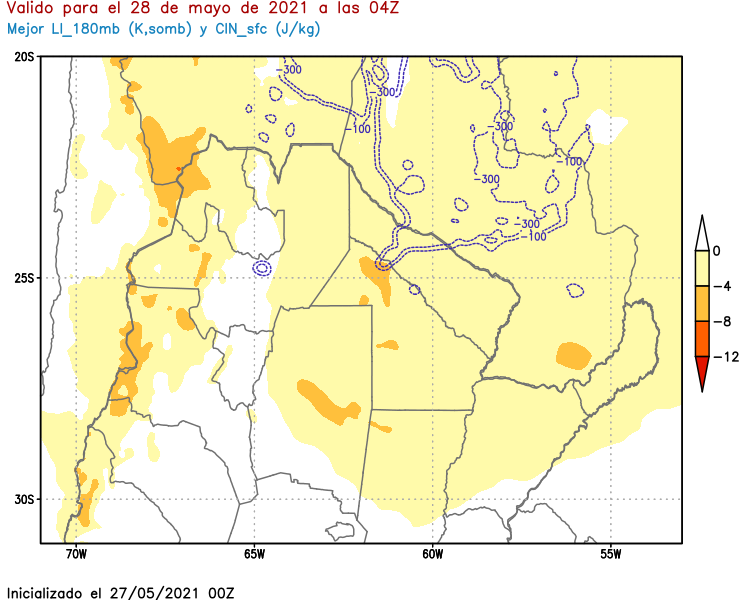 Valido para el 28 de mayo de 2021 a las 04Z
Mejor LI_180mb (K,somb) y CIN_sfc (J/kg)
20S
-300
-300
-100
-300
-100
-300
-300
-100
25S
30S
70W 65W 60W 55W
0
-4
-8
-12
Inicializado el 27/05/2021 00Z